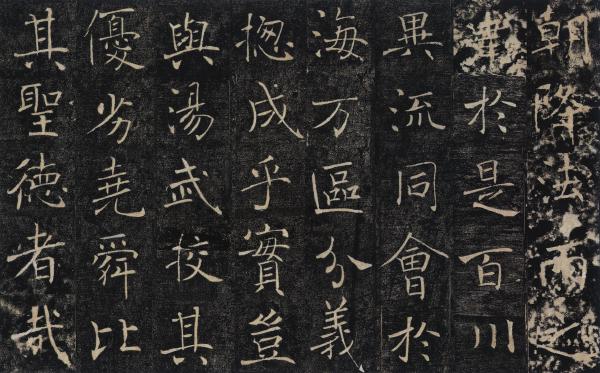 朝降法雨之
澤於是百川
異流同會於
海万區分義
揔成乎實豈
與湯武校其
優劣堯舜比
其聖德者哉